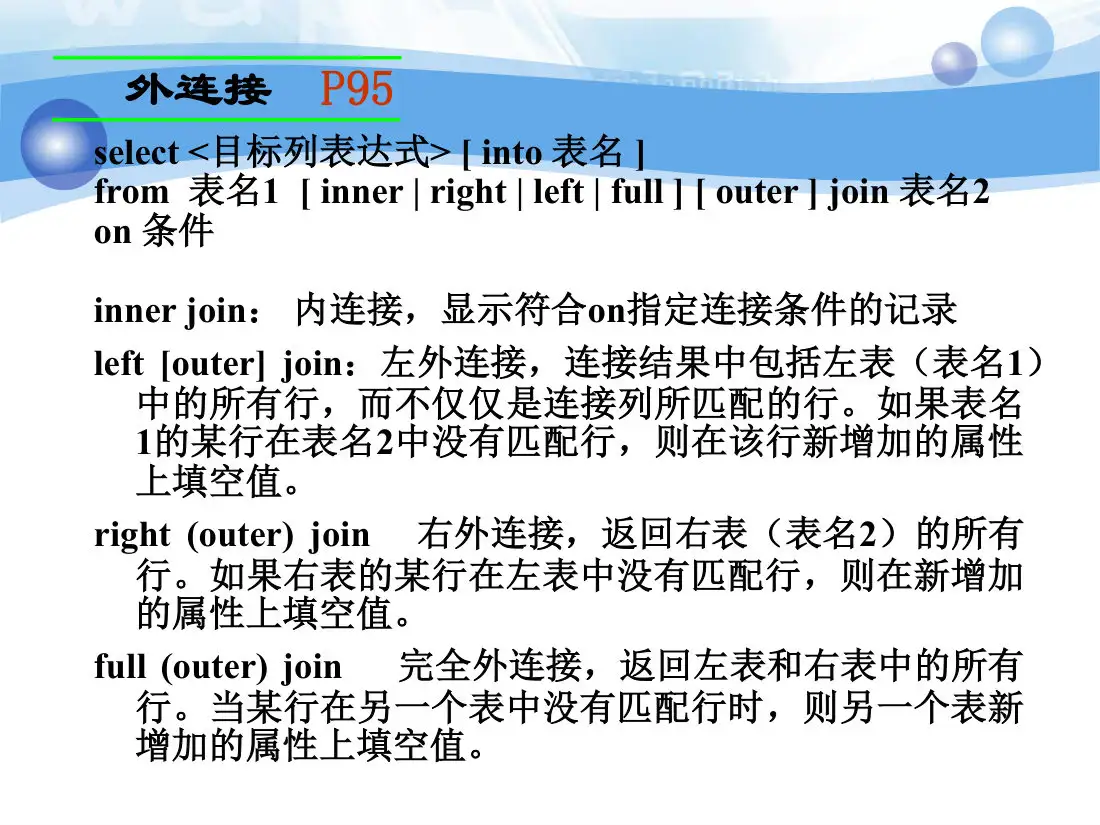 外连接 P95
select <目标列表达式> [ into 表名 ]
from 表名1 [ inner | right | left | full ] [ outer ] join 表名2
on 条件
inner join： 内连接，显示符合on指定连接条件的记录
left [outer] join：左外连接，连接结果中包括左表（表名1）
中的所有行，而不仅仅是连接列所匹配的行。如果表名
1的某行在表名2中没有匹配行，则在该行新增加的属性
上填空值。
right (outer) join 右外连接，返回右表（表名2）的所有
行。如果右表的某行在左表中没有匹配行，则在新增加
的属性上填空值。
full (outer) join 完全外连接，返回左表和右表中的所有
行。当某行在另一个表中没有匹配行时，则另一个表新
增加的属性上填空值。